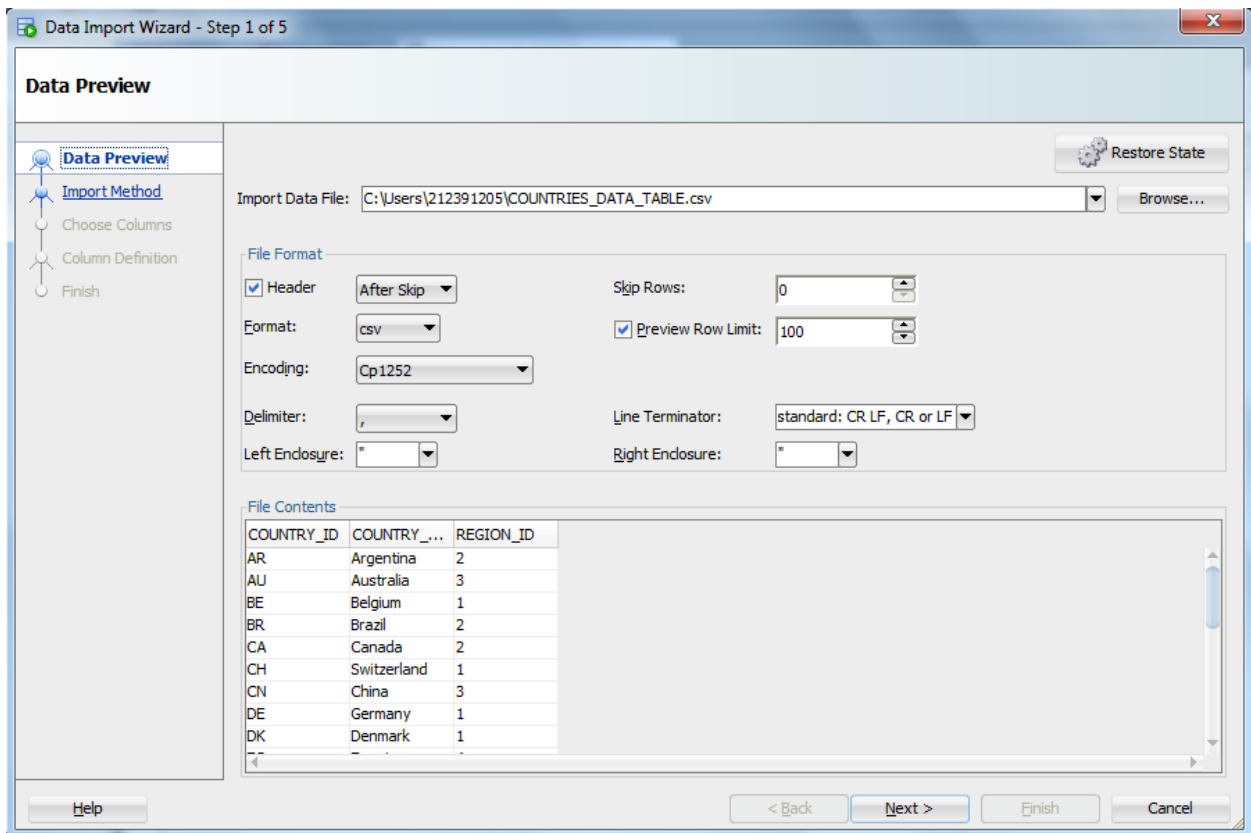 Data Import Wizard - Step 1 of 5
Data Preview
Data Preview
Import Method
Choose Columns
Column Definition
Finish
Restore State
Import Data File: C:\Users\212391205\COUNTRIES_DATA_TABLE.csv Browse...
File Format
Header After Skip Skip Rows: 0
Format: csv Preview Row Limit: 100
Encoding: Cp1252
Delimiter: , Line Terminator: standard: CR LF, CR or LF
Left Enclosure: " Right Enclosure: "
File Contents
COUNTRY_ID COUNTRY_... REGION_ID
AR Argentina 2
AU Australia 3
BE Belgium 1
BR Brazil 2
CA Canada 2
CH Switzerland 1
CN China 3
DE Germany 1
DK Denmark 1
Help < Back Next > Finish Cancel